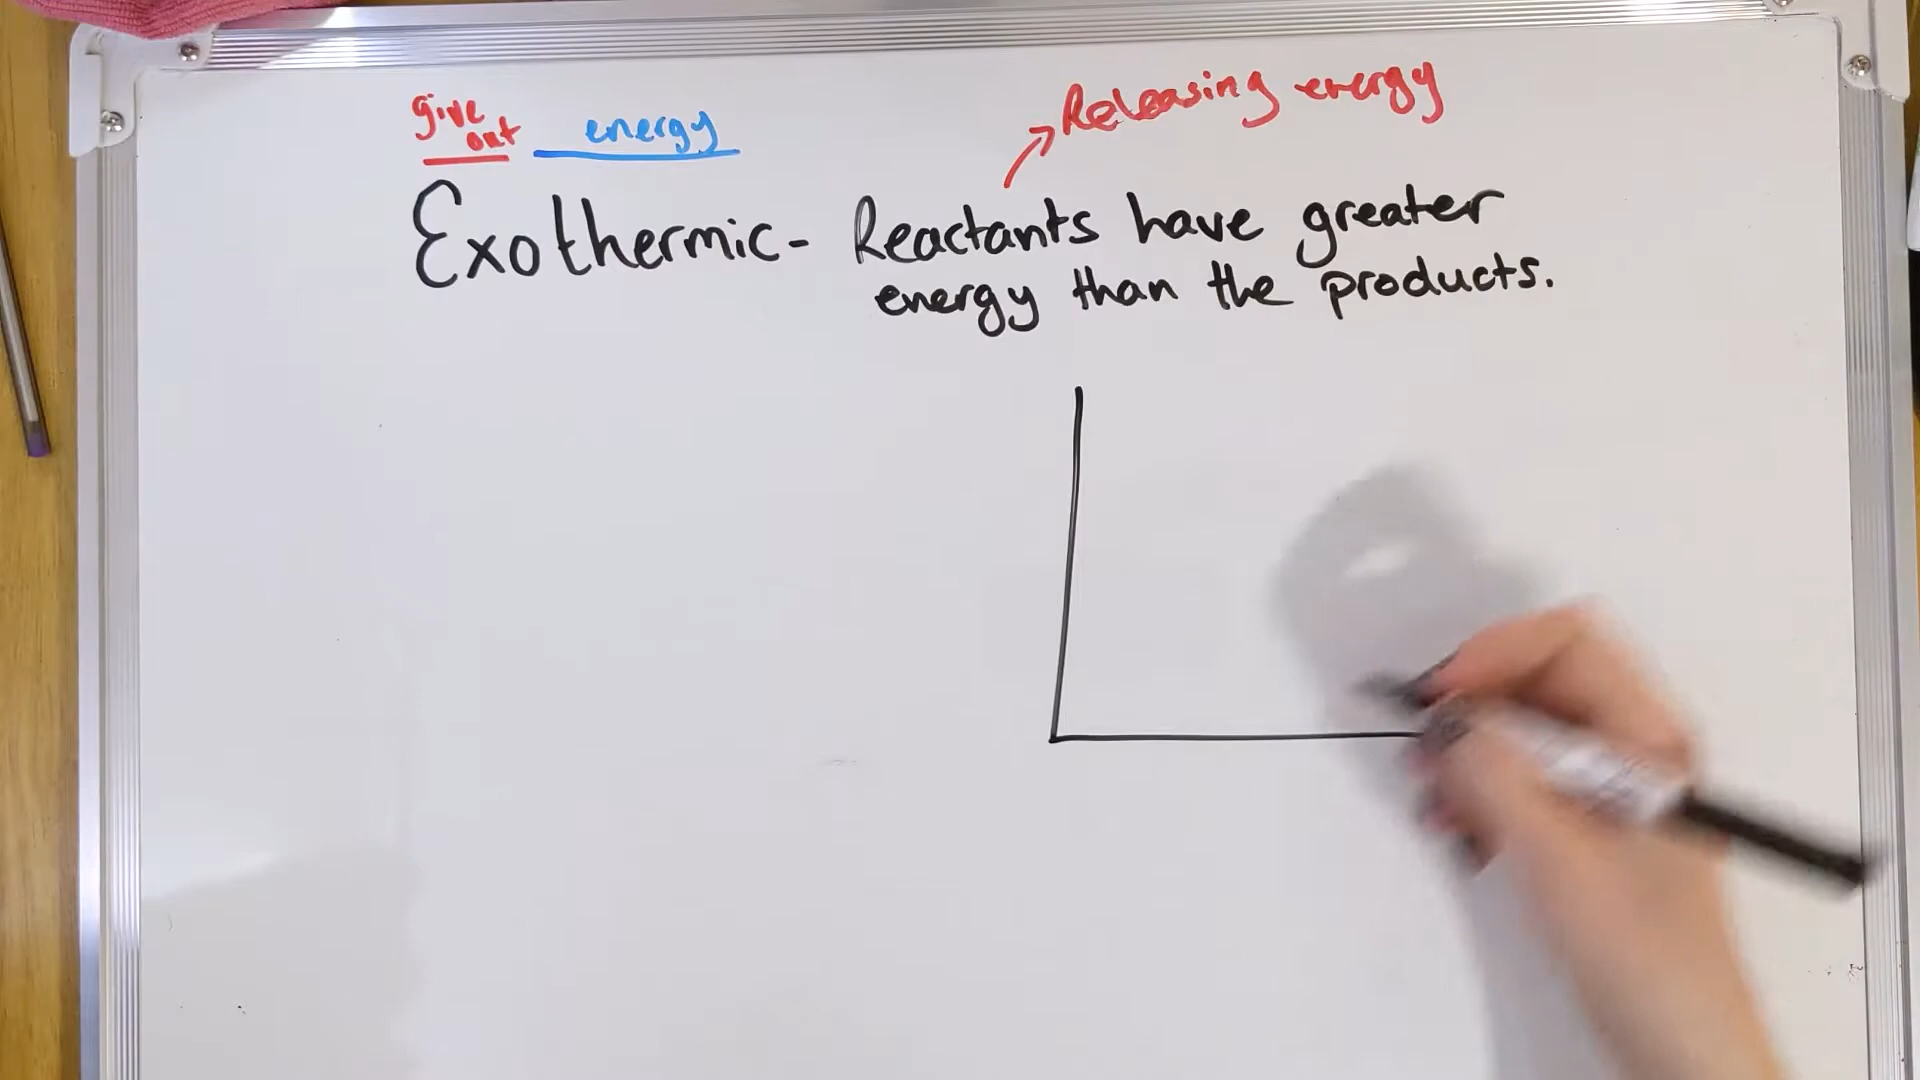 give
out energy
Releasing energy
Exothermic- Reactants have greater
energy than the products.